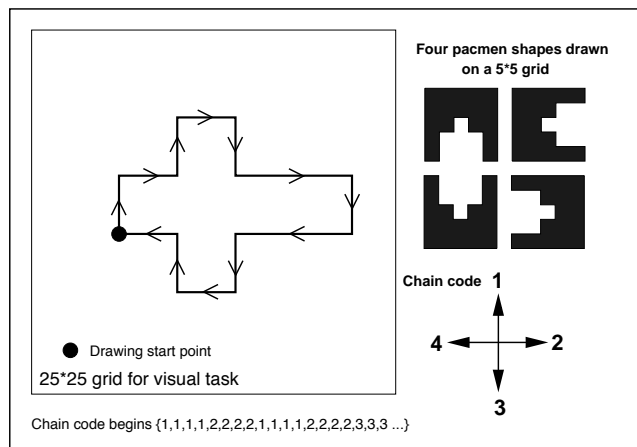 Four pacmen shapes drawn
on a 5*5 grid
Chain code 1
4 2
3
Drawing start point
25*25 grid for visual task
Chain code begins {1,1,1,1,2,2,2,2,1,1,1,1,2,2,2,2,3,3,3 ...}